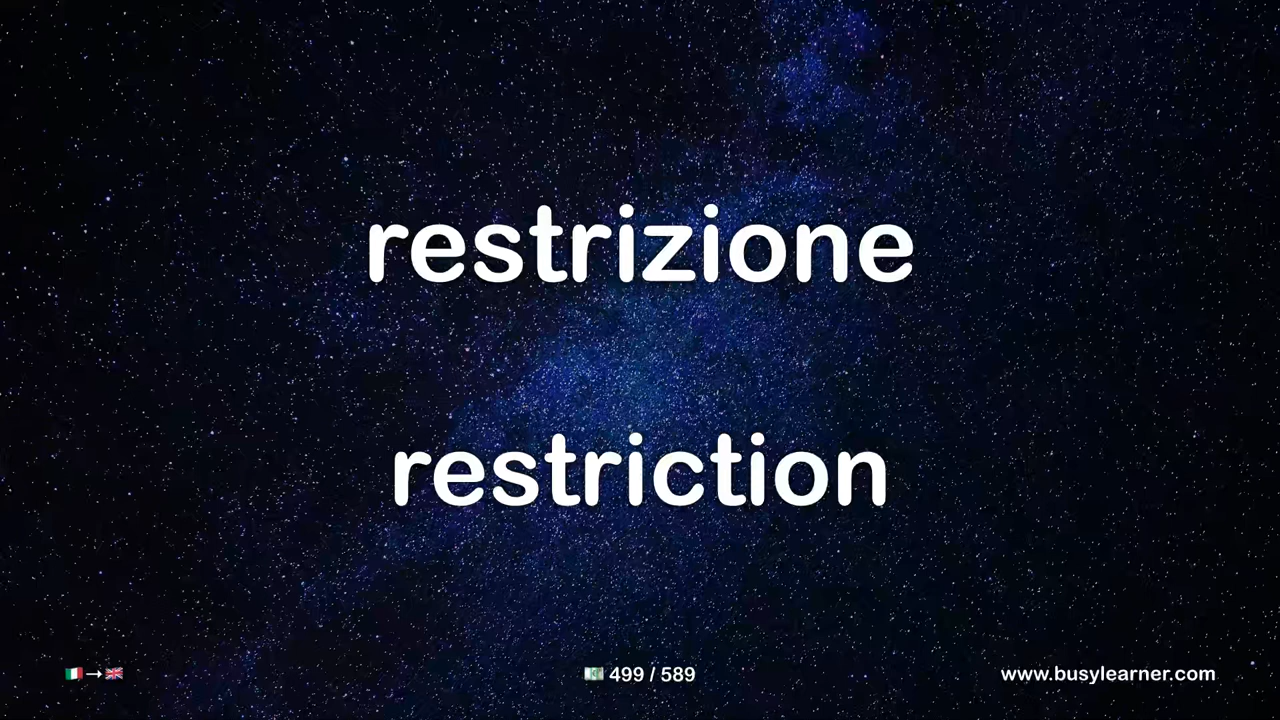 restrizione
restriction
🇮🇹→🇬🇧
💵 499 / 589
www.busylearner.com